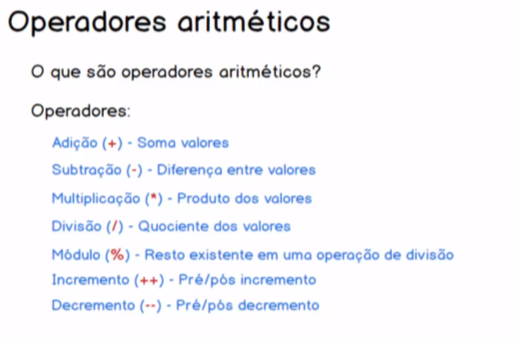 Operadores aritméticos
O que são operadores aritméticos?
Operadores:
Adição (+) - Soma valores
Subtração (-) - Diferença entre valores
Multiplicação (*) - Produto dos valores
Divisão (/) - Quociente dos valores
Módulo (%) - Resto existente em uma operação de divisão
Incremento (++) - Pré/pós incremento
Decremento (--) - Pré/pós decremento